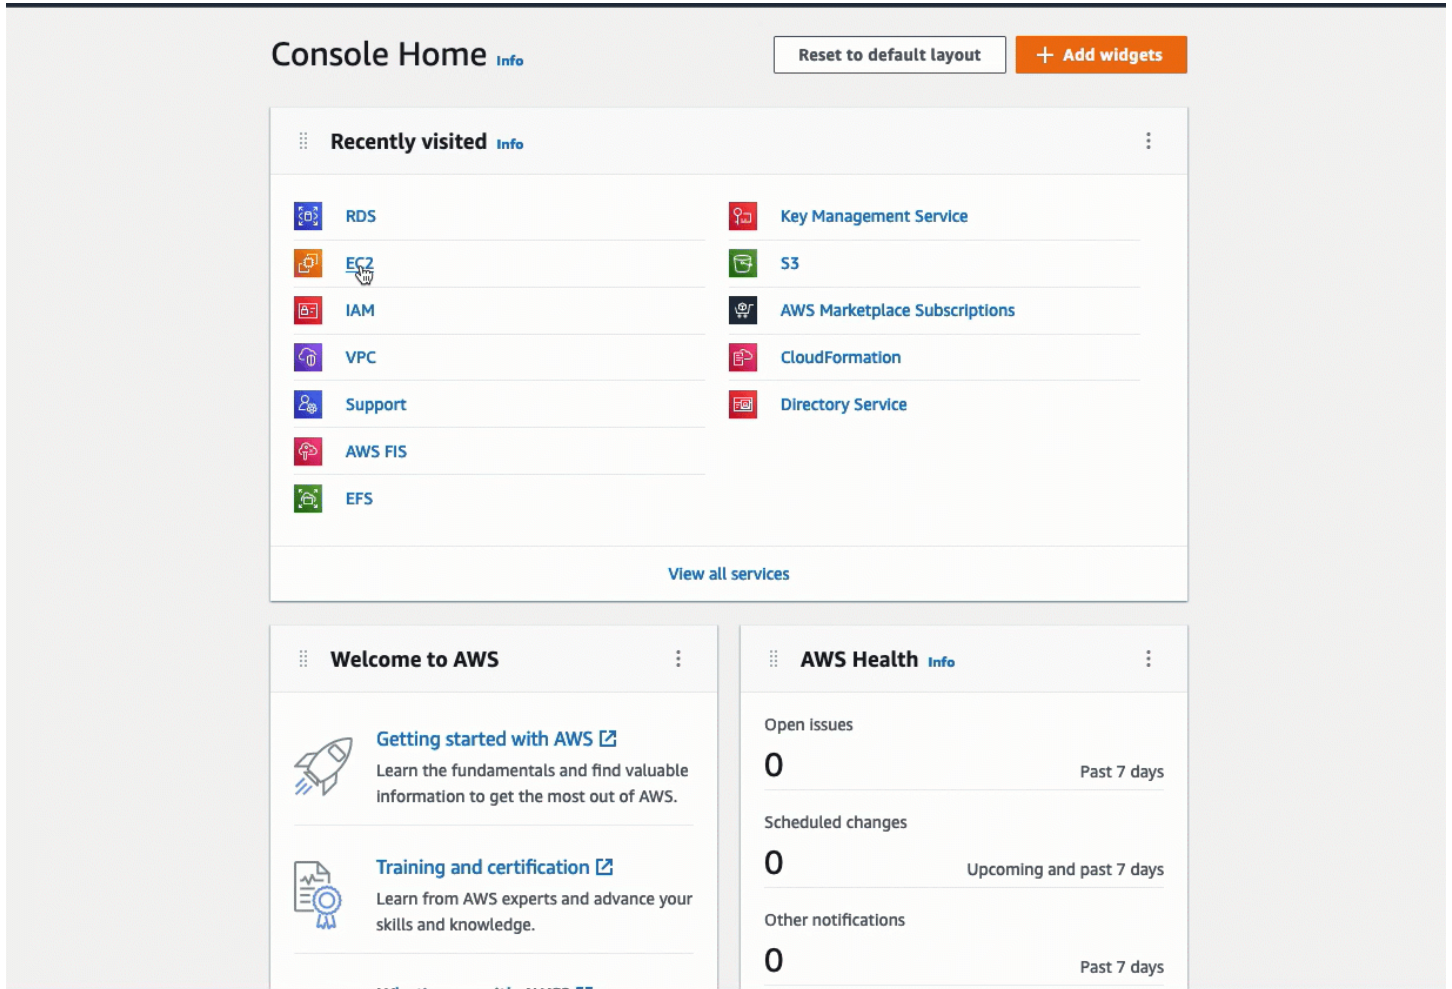 Console Home Info
Reset to default layout
+ Add widgets
Recently visited Info
RDS
EC2
IAM
VPC
Support
AWS FIS
EFS
Key Management Service
S3
AWS Marketplace Subscriptions
CloudFormation
Directory Service
View all services
Welcome to AWS
Getting started with AWS
Learn the fundamentals and find valuable
information to get the most out of AWS.
Training and certification
Learn from AWS experts and advance your
skills and knowledge.
AWS Health Info
Open issues
0
Past 7 days
Scheduled changes
0
Upcoming and past 7 days
Other notifications
0
Past 7 days